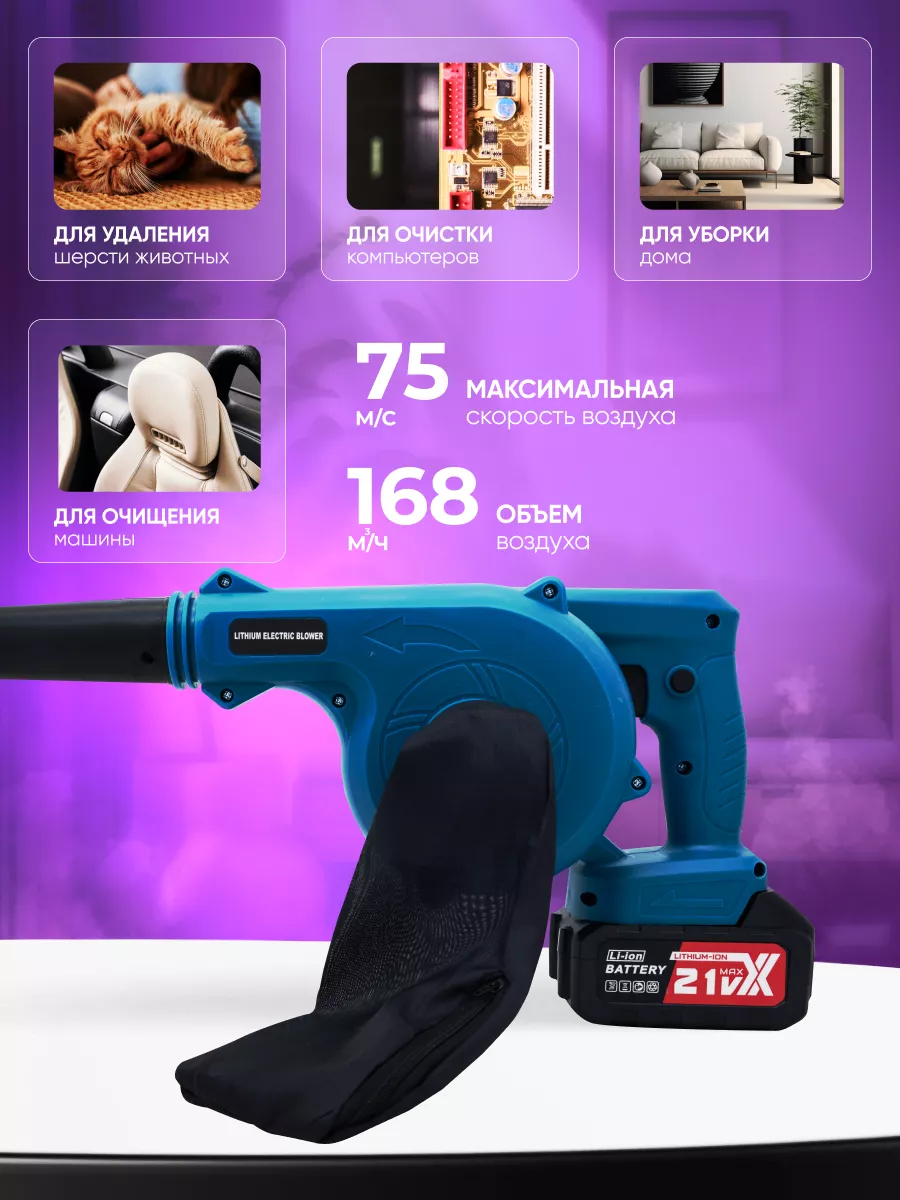 ДЛЯ УДАЛЕНИЯ
шерсти животных
ДЛЯ ОЧИСТКИ
компьютеров
ДЛЯ УБОРКИ
дома
ДЛЯ ОЧИЩЕНИЯ
машины
75
М/С
МАКСИМАЛЬНАЯ
скорость воздуха
168
М³/Ч
ОБЪЕМ
воздуха
LITHIUM ELECTRIC BLOWER
Li-ion
BATTERY
LITHIUM-ION
21V MAX X